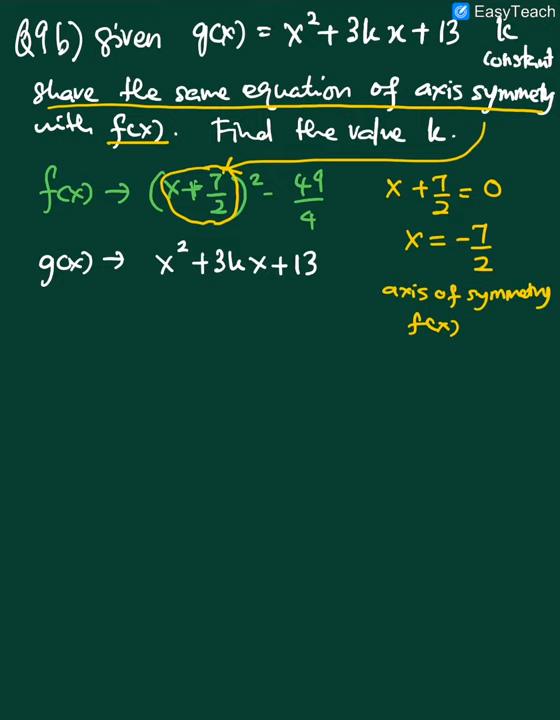 EasyTeach
Q9b) given g(x) = x² + 3kx + 13 k
constant
share the same equation of axis symmetry
with f(x). Find the value k.
f(x) → (x + 7/2)² - 49/4
x + 7/2 = 0
x = -7/2
g(x) → x² + 3kx + 13
axis of symmetry
f(x)